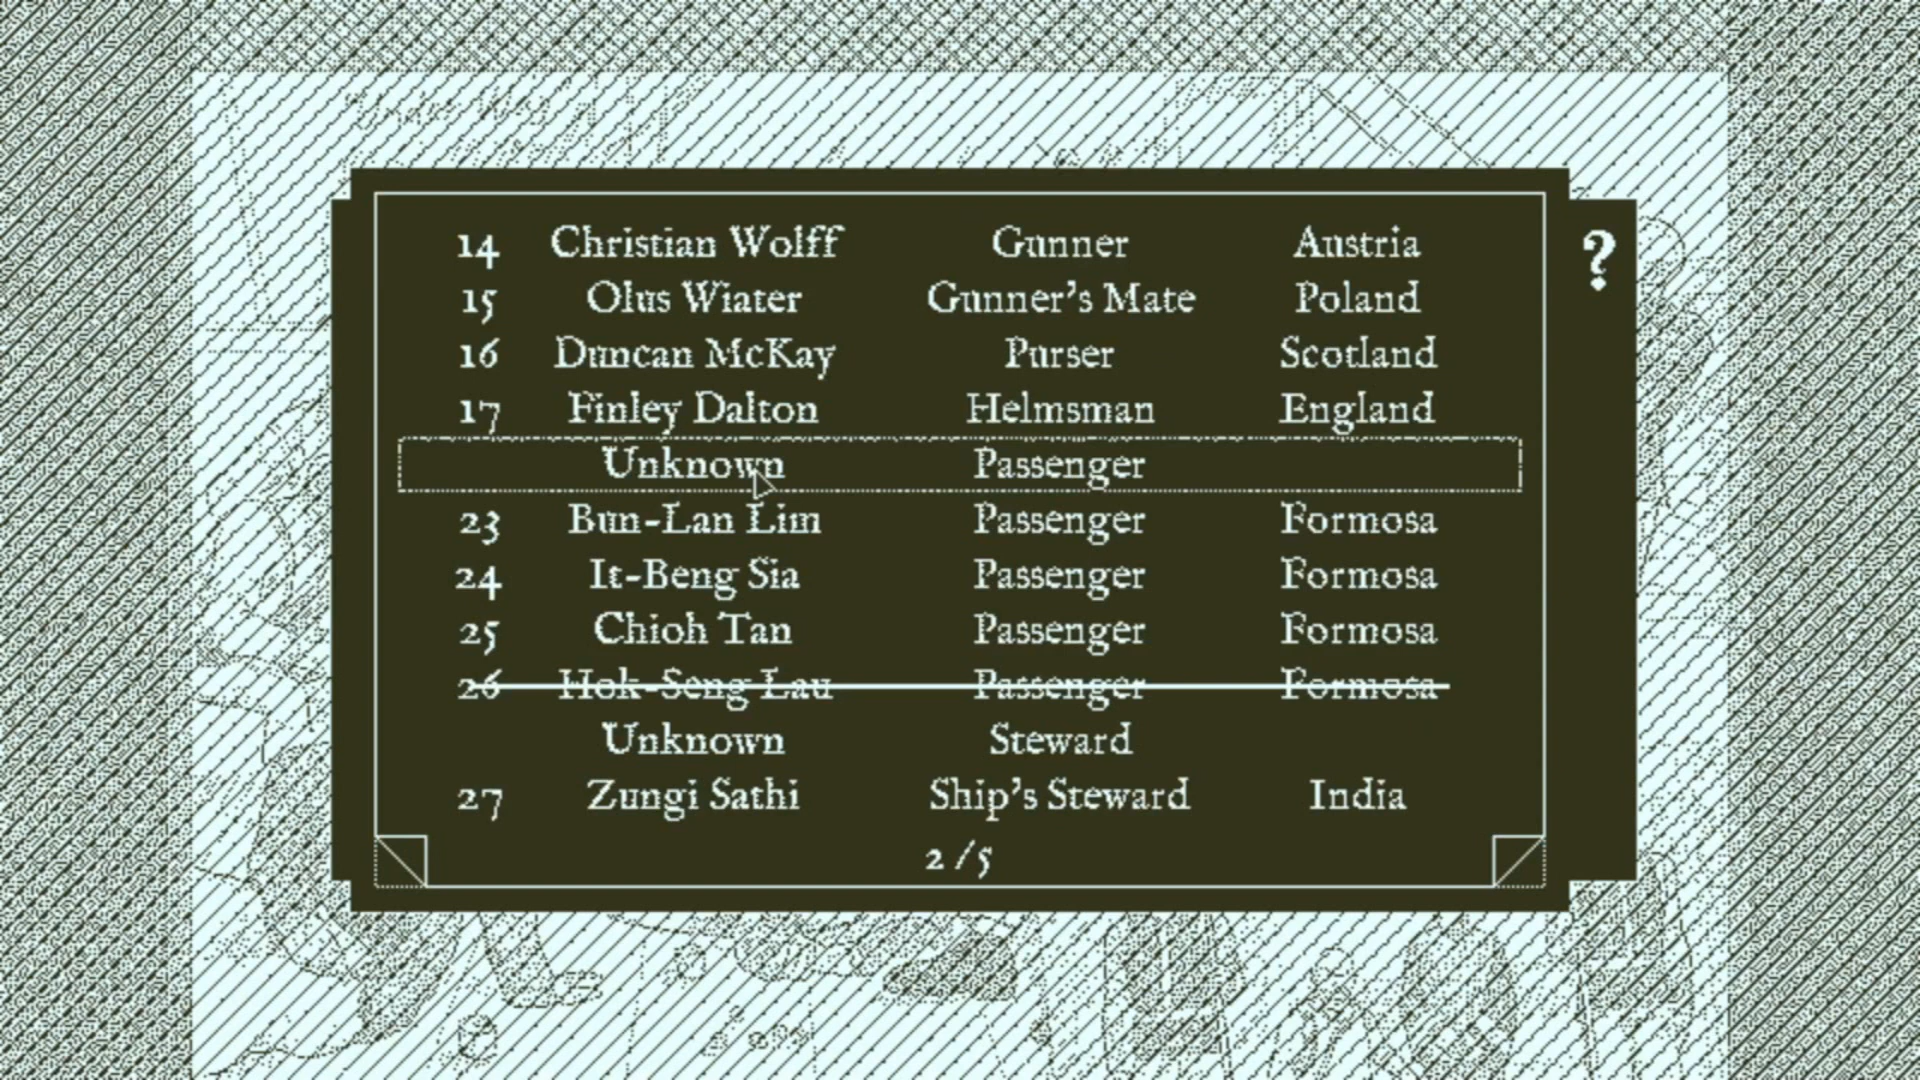 14 Christian Wolff Gunner Austria
?
15 Olus Wiater Gunner's Mate Poland
16 Duncan McKay Purser Scotland
17 Finley Dalton Helmsman England
Unknown Passenger
23 Bun-Lan Lim Passenger Formosa
24 It-Beng Sia Passenger Formosa
25 Chioh Tan Passenger Formosa
26 Hok-Seng Lau Passenger Formosa
Unknown Steward
27 Zungi Sathi Ship's Steward India
2/5